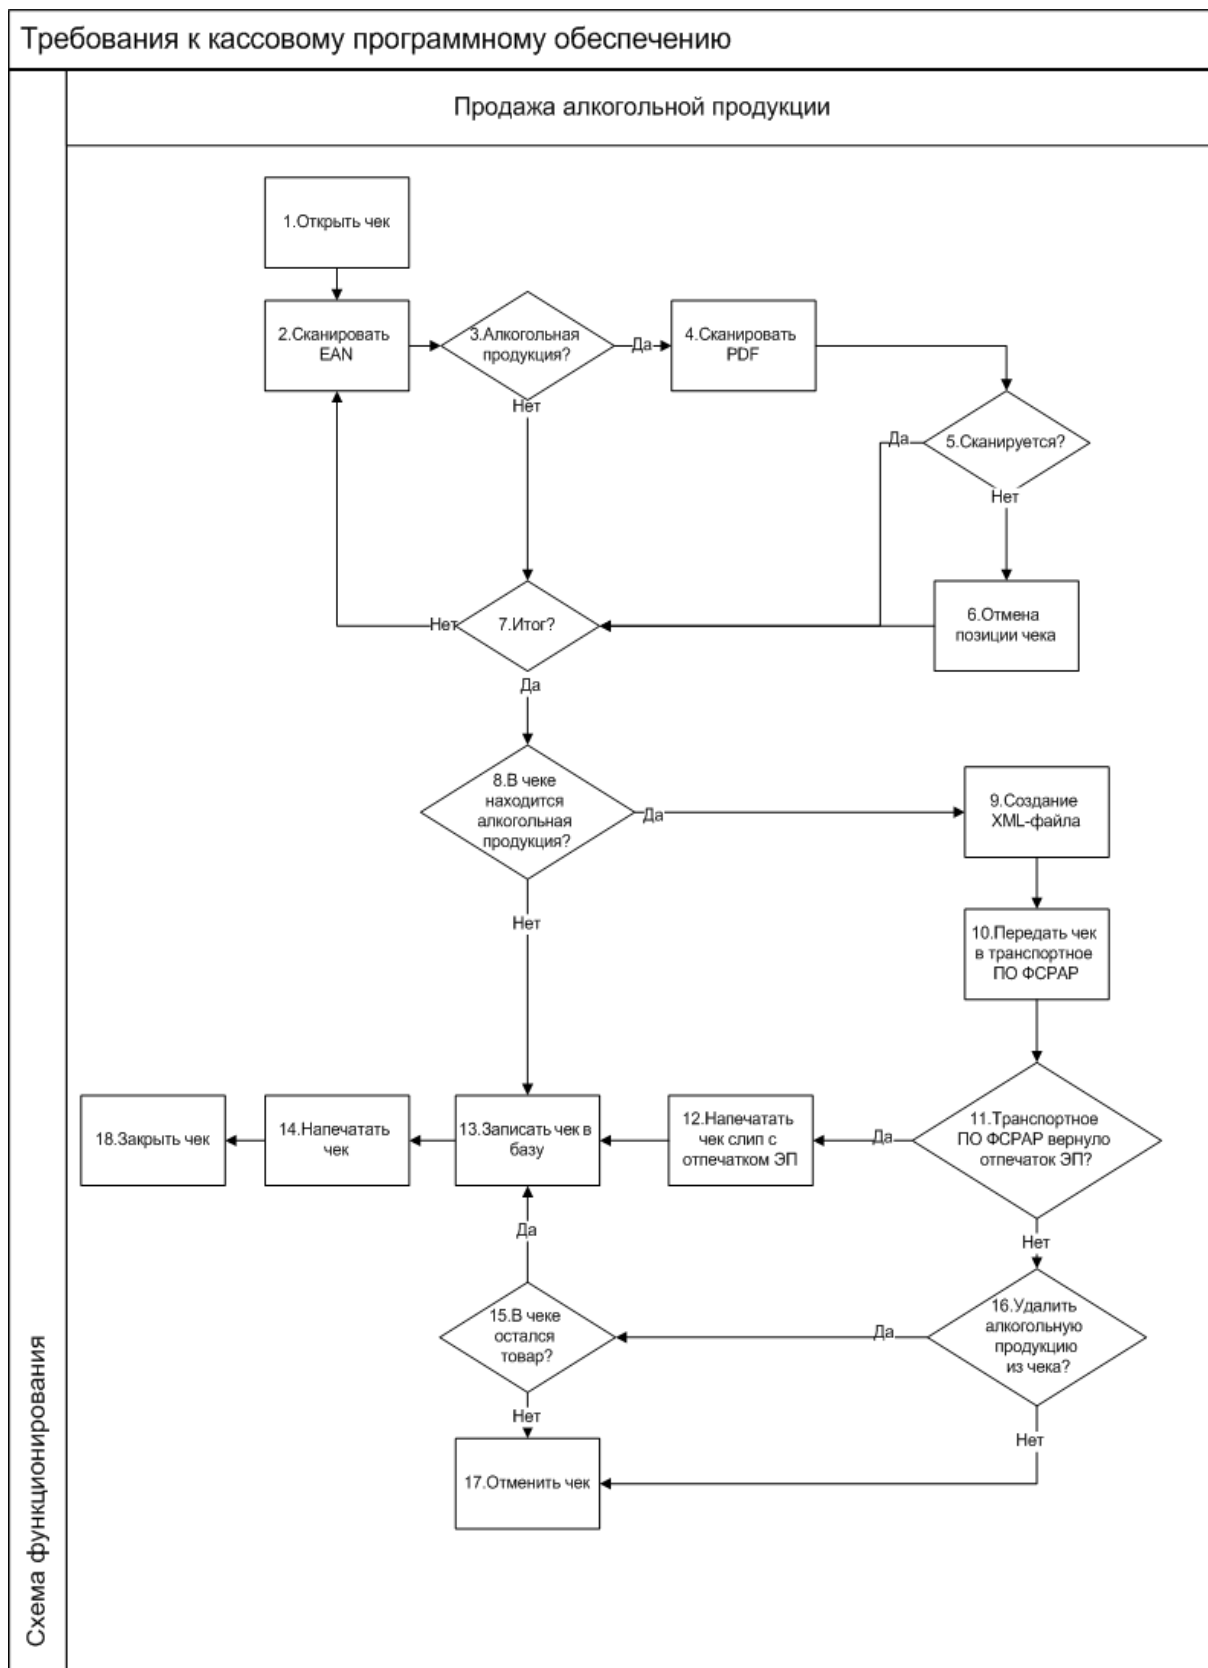 Требования к кассовому программному обеспечению
Продажа алкогольной продукции
Схема функционирования
1.Открыть чек
2.Сканировать
EAN
3.Алкогольная
продукция?
Да
4.Сканировать
PDF
Нет
Да
5.Сканируется?
Нет
6.Отмена
позиции чека
Нет
7.Итог?
Да
8.В чеке
находится
алкогольная
продукция?
Да
9.Создание
XML-файла
Нет
10.Передать чек
в транспортное
ПО ФСРАР
18.Закрыть чек
14.Напечатать
чек
13.Записать чек в
базу
12.Напечатать
чек слип с
отпечатком ЭП
Да
11.Транспортное
ПО ФСРАР вернуло
отпечаток ЭП?
Да
Нет
15.В чеке
остался
товар?
Да
16.Удалить
алкогольную
продукцию
из чека?
Нет
Нет
17.Отменить чек